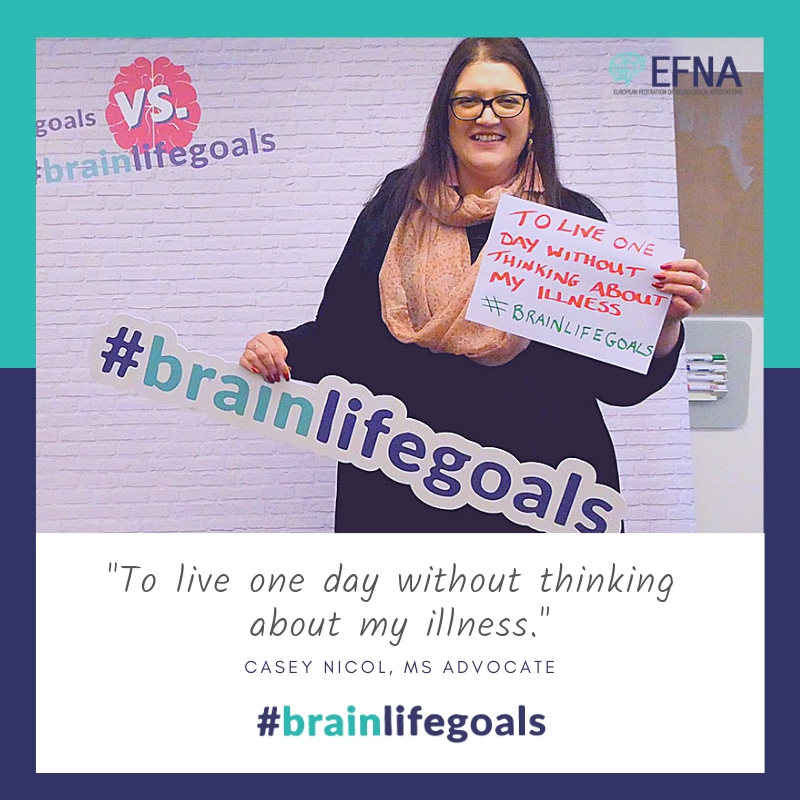 EFNA
EUROPEAN FEDERATION OF NEUROLOGICAL ASSOCIATIONS
goals VS.
#brainlifegoals
TO LIVE ONE
DAY WITHOUT
THINKING ABOUT
MY ILLNESS
#BRAINLIFEGOALS
#brainlifegoals
"To live one day without thinking
about my illness."
CASEY NICOL, MS ADVOCATE
#brainlifegoals